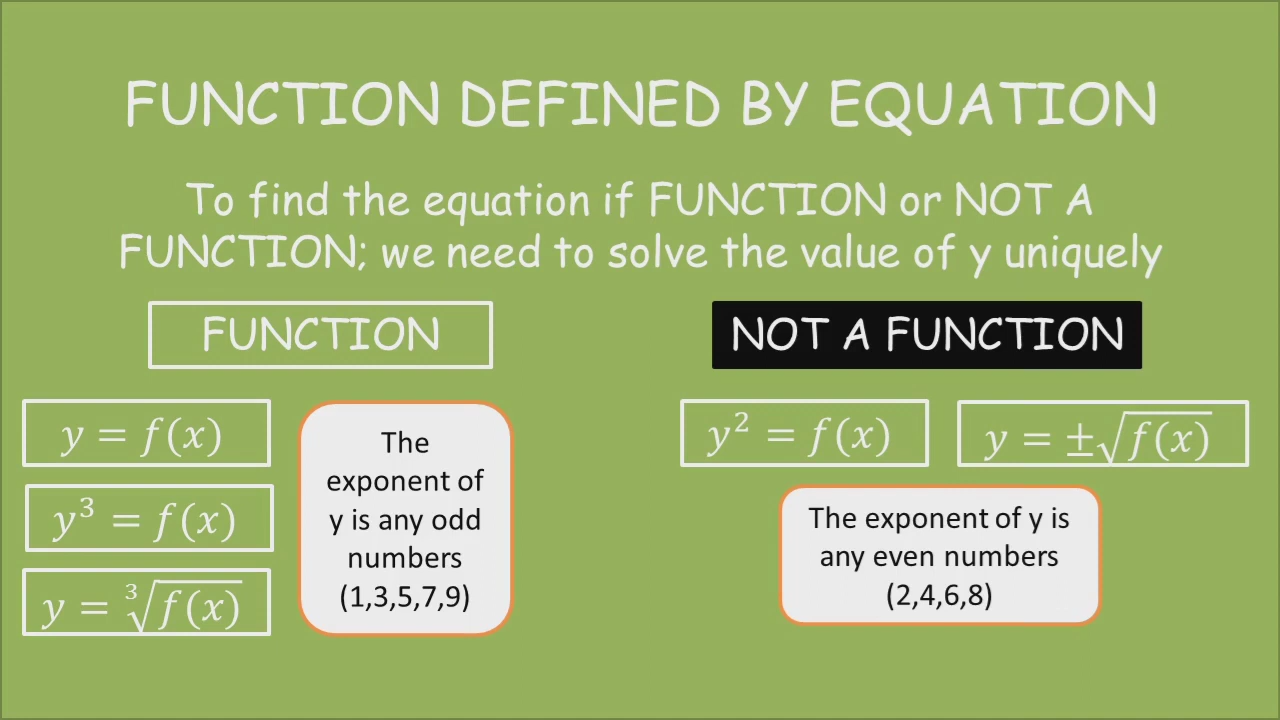 FUNCTION DEFINED BY EQUATION
To find the equation if FUNCTION or NOT A
FUNCTION; we need to solve the value of y uniquely
FUNCTION
y = f(x)
y³ = f(x)
y = ∛f(x)
The
exponent of
y is any odd
numbers
(1,3,5,7,9)
NOT A FUNCTION
y² = f(x)
y = ±√f(x)
The exponent of y is
any even numbers
(2,4,6,8)